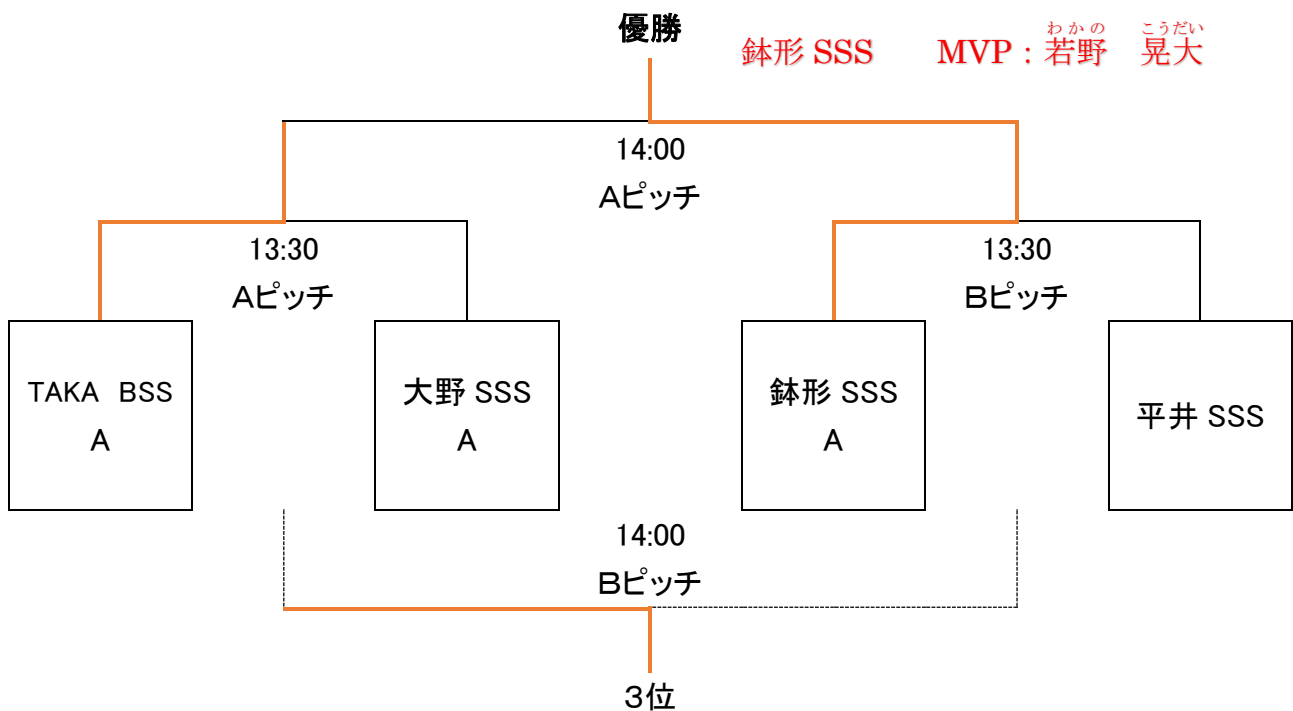 優勝
わかの こうだい
鉢形 SSS MVP：若野 晃大
14:00
Aピッチ
13:30
Aピッチ
13:30
Bピッチ
TAKA BSS
A
大野 SSS
A
鉢形 SSS
A
平井 SSS
14:00
Bピッチ
3位